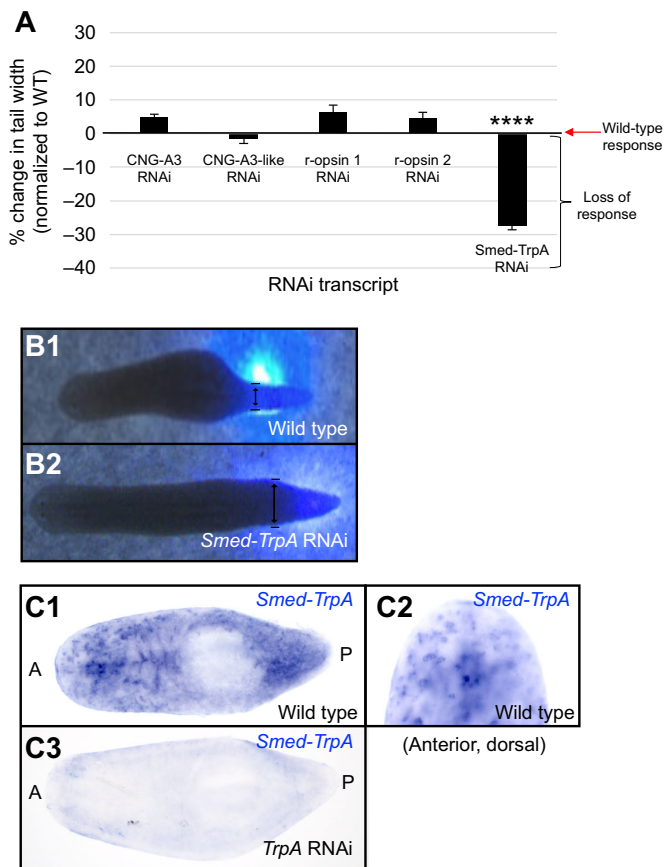 A
% change in tail width
(normalized to WT)
30
20
10
0
–10
–20
–30
–40
CNG-A3
RNAi
CNG-A3-like
RNAi
r-opsin 1
RNAi
r-opsin 2
RNAi
****
Smed-TrpA
RNAi
Wild-type
response
Loss of
response
RNAi transcript
B1
Wild type
B2
Smed-TrpA RNAi
C1
Smed-TrpA
A
P
Wild type
C2
Smed-TrpA
Wild type
(Anterior, dorsal)
C3
Smed-TrpA
A
P
TrpA RNAi